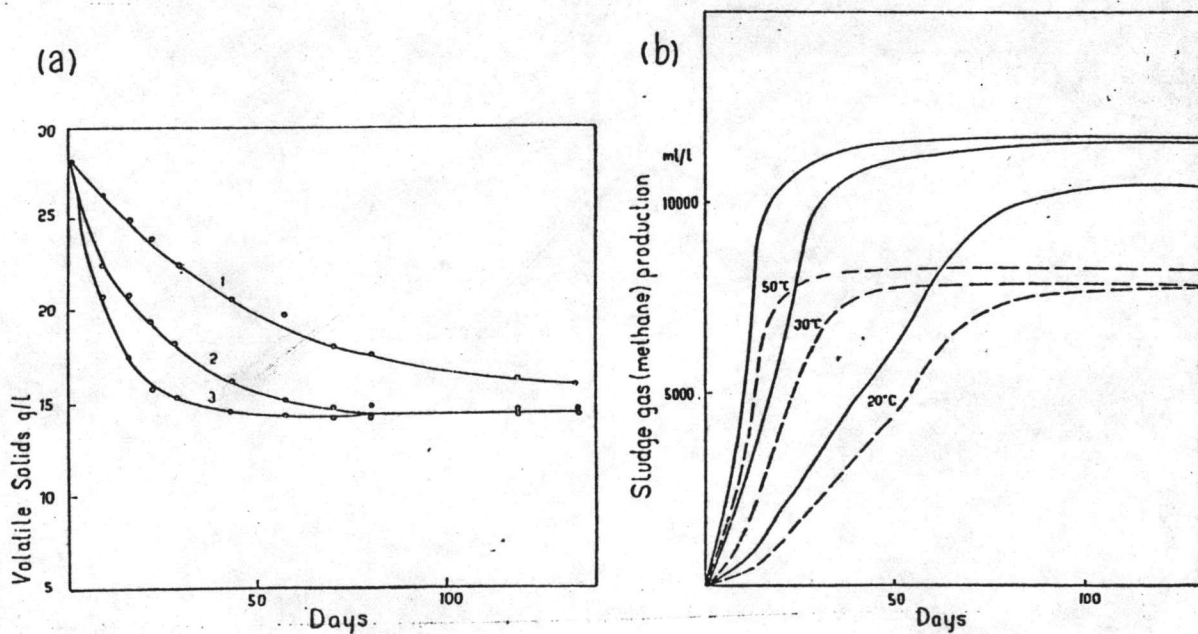 (a)
30
25
20
15
10
5
Volatile Solids g/l
1
2
3
50
100
Days
(b)
ml/l
10000
5000
Sludge gas (methane) production
50°C
30°C
20°C
50
100
Days